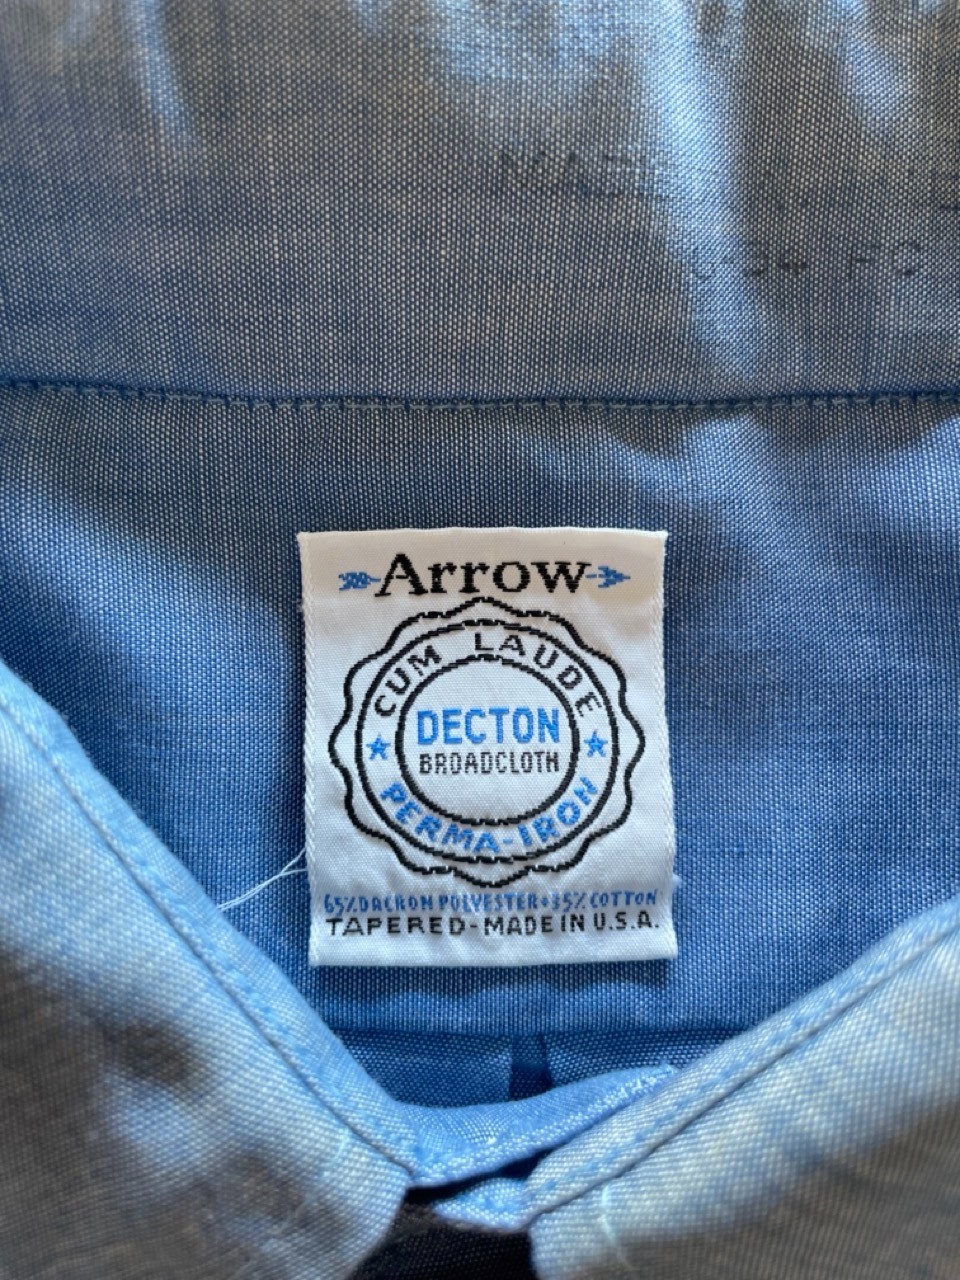 Arrow
CUM LAUDE
DECTON
BROADCLOTH
PERMA-IRON
65% DACRON POLYESTER • 35% COTTON
TAPERED - MADE IN U.S.A.